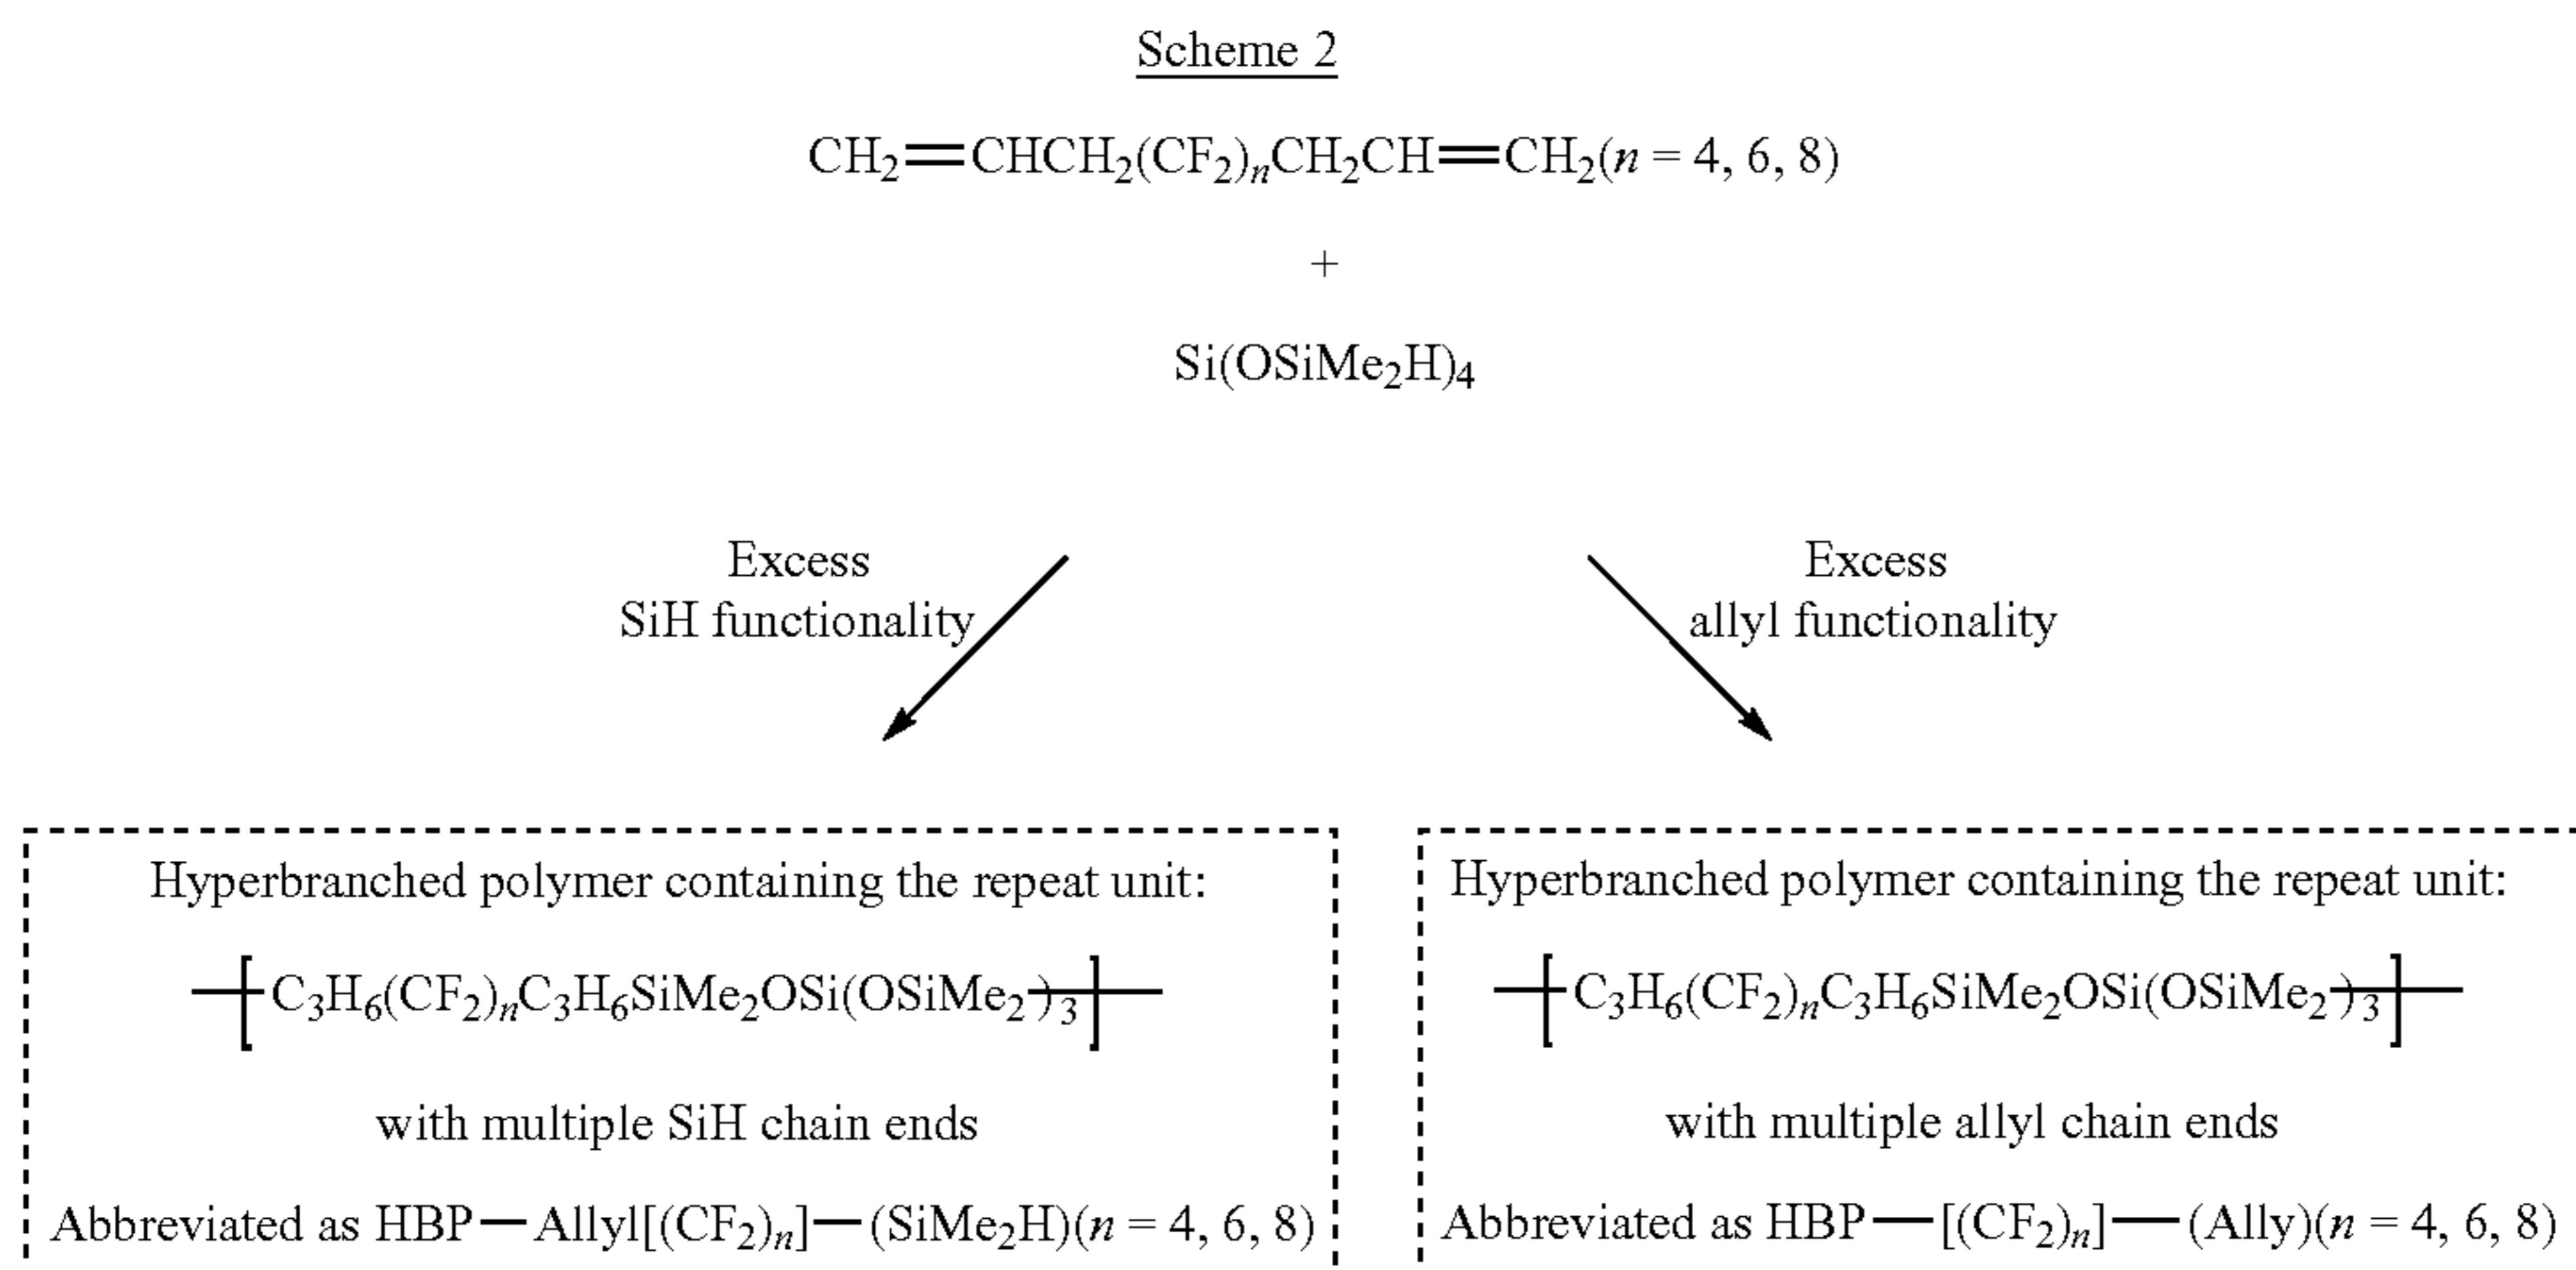 Scheme 2
CH₂=CHCH₂(CF₂)ₙCH₂CH=CH₂(n = 4, 6, 8)
+
Si(OSiMe₂H)₄
Excess
SiH functionality
Excess
allyl functionality
Hyperbranched polymer containing the repeat unit:
—[C₃H₆(CF₂)ₙC₃H₆SiMe₂OSi(OSiMe₂—)₃]—
with multiple SiH chain ends
Abbreviated as HBP—Allyl[(CF₂)ₙ]—(SiMe₂H)(n = 4, 6, 8)
Hyperbranched polymer containing the repeat unit:
—[C₃H₆(CF₂)ₙC₃H₆SiMe₂OSi(OSiMe₂—)₃]—
with multiple allyl chain ends
Abbreviated as HBP—[(CF₂)ₙ]—(Ally)(n = 4, 6, 8)